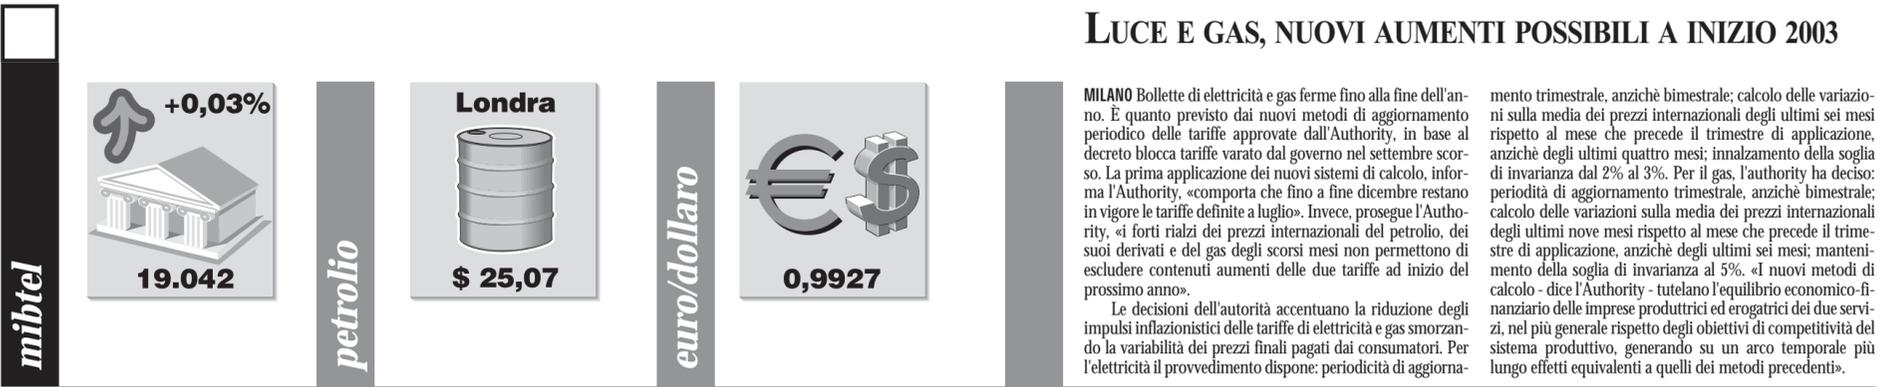 mibtel
+0,03%
19.042
petrolio
Londra
$ 25,07
euro/dollaro
0,9927
LUCE E GAS, NUOVI AUMENTI POSSIBILI A INIZIO 2003
MILANO Bollette di elettricità e gas ferme fino alla fine dell'an-
no. È quanto previsto dai nuovi metodi di aggiornamento
periodico delle tariffe approvate dall'Authority, in base al
decreto blocca tariffe varato dal governo nel settembre scor-
so. La prima applicazione dei nuovi sistemi di calcolo, infor-
ma l'Authority, «comporta che fino a fine dicembre restano
in vigore le tariffe definite a luglio». Invece, prosegue l'Autho-
rity, «i forti rialzi dei prezzi internazionali del petrolio, dei
suoi derivati e del gas degli scorsi mesi non permettono di
escludere contenuti aumenti delle due tariffe ad inizio del
prossimo anno».
Le decisioni dell'autorità accentuano la riduzione degli
impulsi inflazionistici delle tariffe di elettricità e gas smorzan-
do la variabilità dei prezzi finali pagati dai consumatori. Per
l'elettricità il provvedimento dispone: periodicità di aggiorna-
mento trimestrale, anzichè bimestrale; calcolo delle variazio-
ni sulla media dei prezzi internazionali degli ultimi sei mesi
rispetto al mese che precede il trimestre di applicazione,
anzichè degli ultimi quattro mesi; innalzamento della soglia
di invarianza dal 2% al 3%. Per il gas, l'authority ha deciso:
periodità di aggiornamento trimestrale, anzichè bimestrale;
calcolo delle variazioni sulla media dei prezzi internazionali
degli ultimi nove mesi rispetto al mese che precede il trime-
stre di applicazione, anzichè degli ultimi sei mesi; manteni-
mento della soglia di invarianza al 5%. «I nuovi metodi di
calcolo - dice l'Authority - tutelano l'equilibrio economico-fi-
nanziario delle imprese produttrici ed erogatrici dei due servi-
zi, nel più generale rispetto degli obiettivi di competitività del
sistema produttivo, generando su un arco temporale più
lungo effetti equivalenti a quelli dei metodi precedenti».